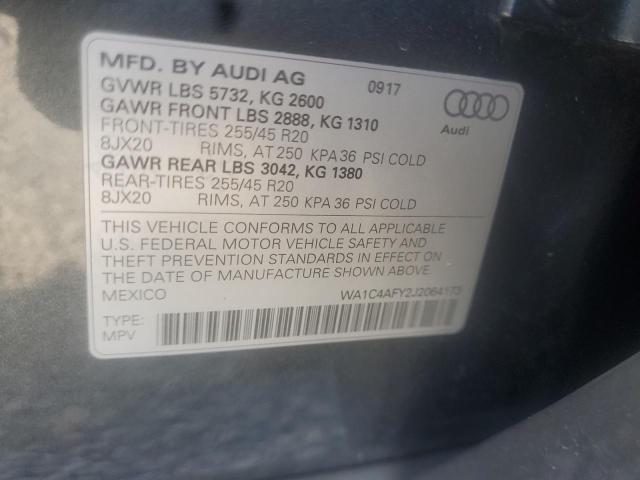 MFD. BY AUDI AG 0917
GVWR LBS 5732, KG 2600
GAWR FRONT LBS 2888, KG 1310
FRONT-TIRES 255/45 R20
8JX20 RIMS, AT 250 KPA 36 PSI COLD
GAWR REAR LBS 3042, KG 1380
REAR-TIRES 255/45 R20
8JX20 RIMS, AT 250 KPA 36 PSI COLD
Audi
THIS VEHICLE CONFORMS TO ALL APPLICABLE
U.S. FEDERAL MOTOR VEHICLE SAFETY AND
THEFT PREVENTION STANDARDS IN EFFECT ON
THE DATE OF MANUFACTURE SHOWN ABOVE.
MEXICO WA1C4AFY2J2064173
TYPE:
MPV